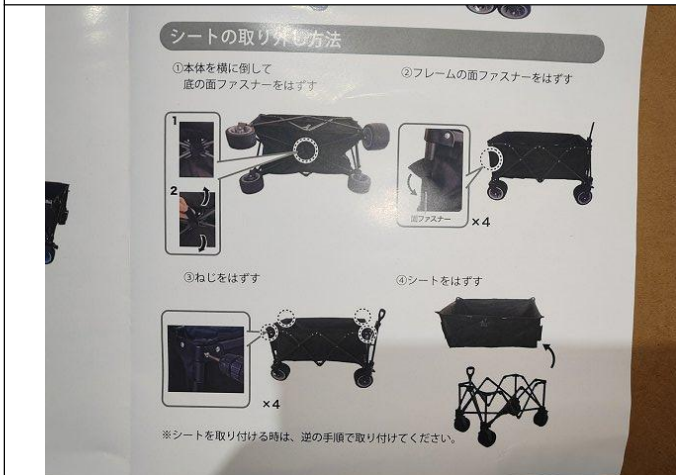 シートの取り外し方法
①本体を横に倒して
底の面ファスナーをはずす
②フレームの面ファスナーをはずす
1
2
面ファスナー
×4
③ねじをはずす
④シートをはずす
×4
※シートを取り付ける時は、逆の手順で取り付けてください。